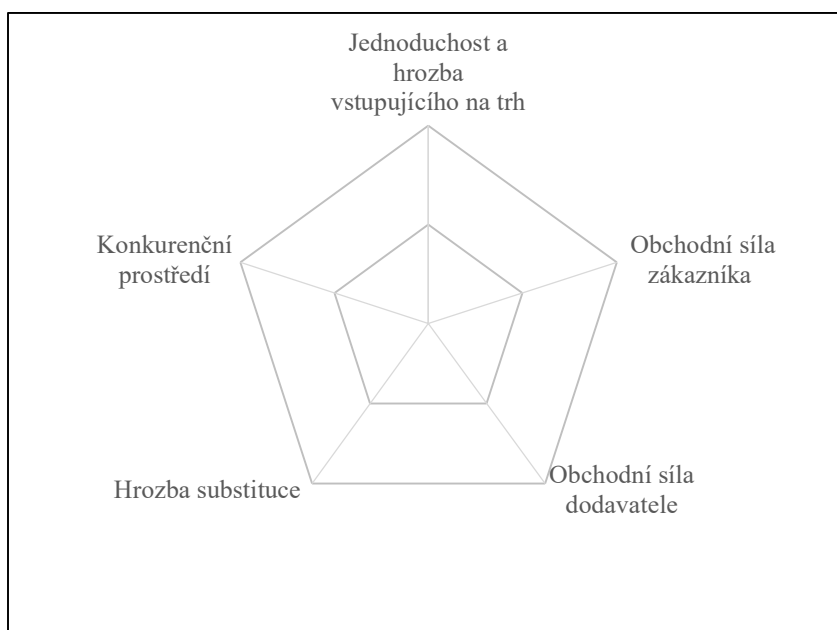 Jednoduchost a
hrozba
vstupujícího na trh
Konkurenční
prostředí
Obchodní síla
zákazníka
Hrozba substituce
Obchodní síla
dodavatele